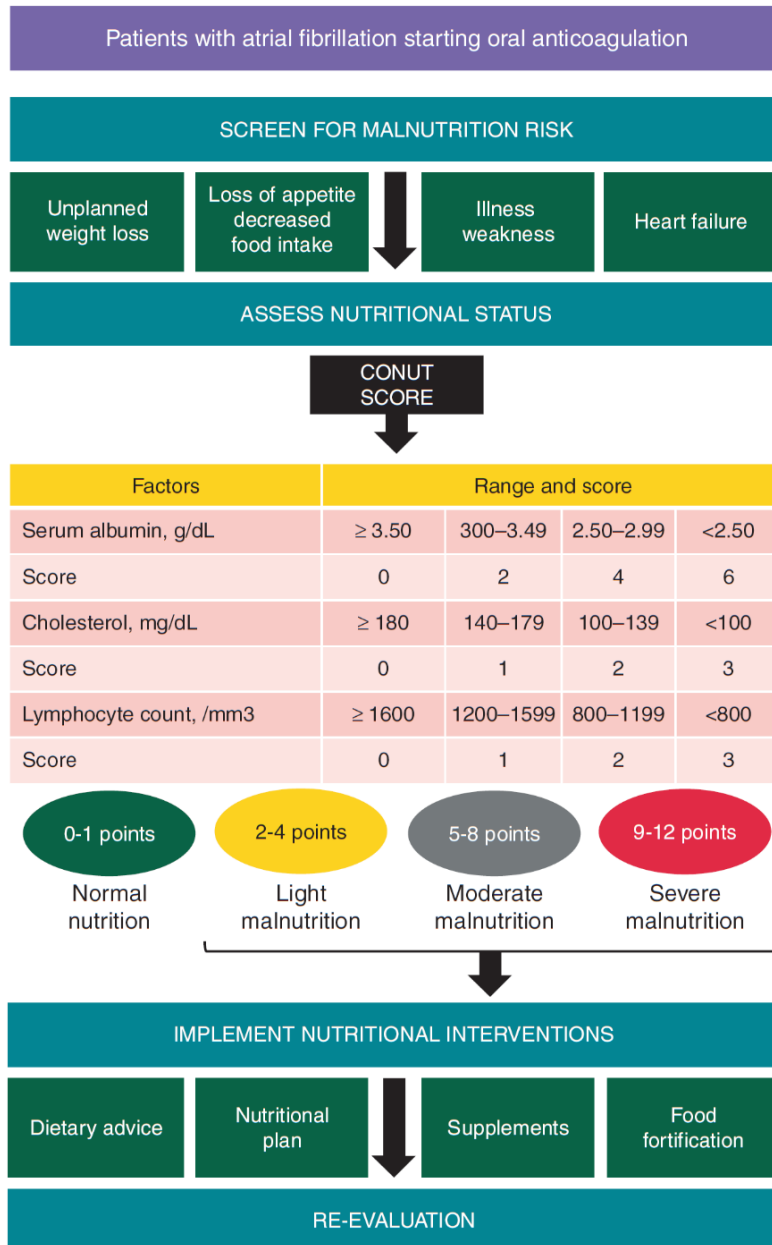 Patients with atrial fibrillation starting oral anticoagulation
SCREEN FOR MALNUTRITION RISK
Unplanned
weight loss
Loss of appetite
decreased
food intake
Illness
weakness
Heart failure
ASSESS NUTRITIONAL STATUS
CONUT
SCORE
Factors Range and score
Serum albumin, g/dL ≥ 3.50 300–3.49 2.50–2.99 <2.50
Score 0 2 4 6
Cholesterol, mg/dL ≥ 180 140–179 100–139 <100
Score 0 1 2 3
Lymphocyte count, /mm3 ≥ 1600 1200–1599 800–1199 <800
Score 0 1 2 3
0-1 points
2-4 points
5-8 points
9-12 points
Normal
nutrition
Light
malnutrition
Moderate
malnutrition
Severe
malnutrition
IMPLEMENT NUTRITIONAL INTERVENTIONS
Dietary advice
Nutritional
plan
Supplements
Food
fortification
RE-EVALUATION